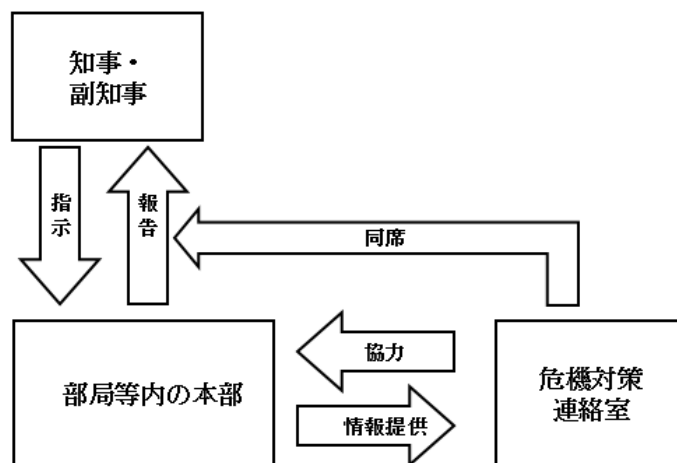 知事・
副知事
指示
報告
同席
部局等内の本部
協力
情報提供
危機対策
連絡室